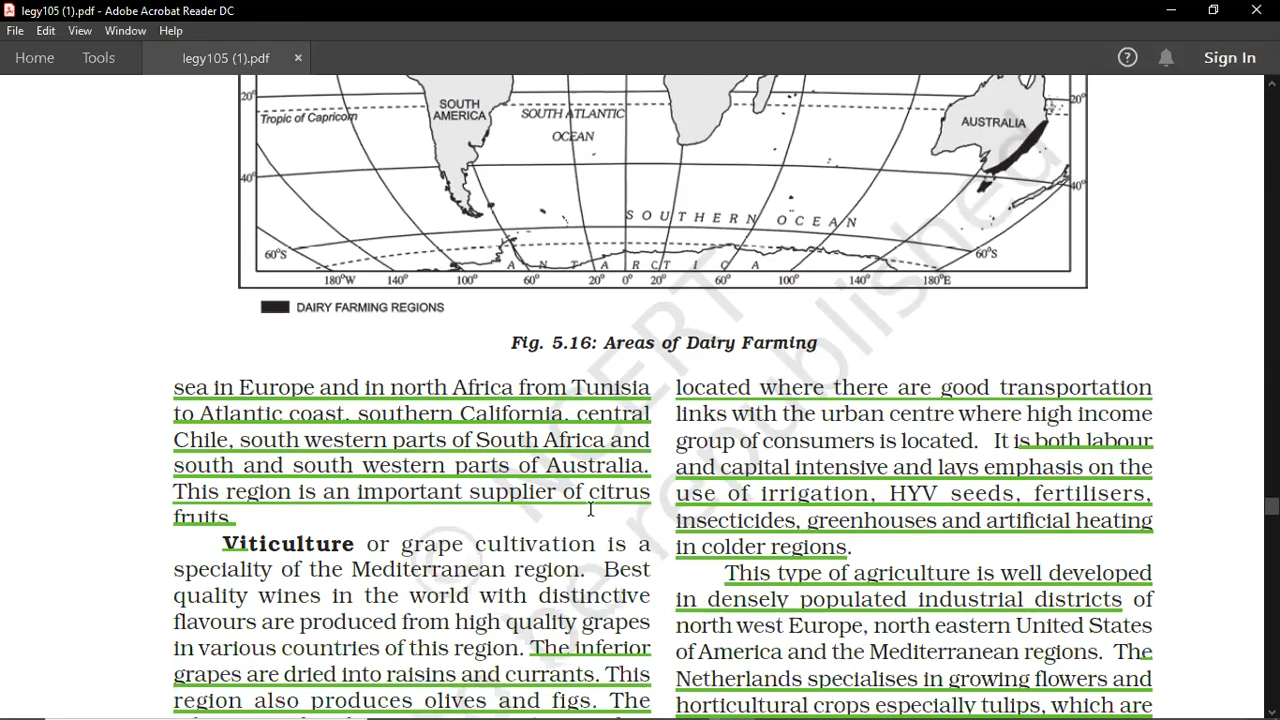 legy105 (1).pdf - Adobe Acrobat Reader DC
File Edit View Window Help
Home Tools legy105 (1).pdf × Sign In
20° 20°
Tropic of Capricorn
SOUTH
AMERICA
SOUTH ATLANTIC
OCEAN
AUSTRALIA
40° 40°
SOUTHERN OCEAN
60°S 60°S
ANTARCTICA
180°W 140° 100° 60° 20° 0° 20° 60° 100° 140° 180°E
DAIRY FARMING REGIONS
Fig. 5.16: Areas of Dairy Farming
sea in Europe and in north Africa from Tunisia
to Atlantic coast, southern California, central
Chile, south western parts of South Africa and
south and south western parts of Australia.
This region is an important supplier of citrus
fruits.
Viticulture or grape cultivation is a
speciality of the Mediterranean region. Best
quality wines in the world with distinctive
flavours are produced from high quality grapes
in various countries of this region. The inferior
grapes are dried into raisins and currants. This
region also produces olives and figs. The
located where there are good transportation
links with the urban centre where high income
group of consumers is located. It is both labour
and capital intensive and lays emphasis on the
use of irrigation, HYV seeds, fertilisers,
insecticides, greenhouses and artificial heating
in colder regions.
This type of agriculture is well developed
in densely populated industrial districts of
north west Europe, north eastern United States
of America and the Mediterranean regions. The
Netherlands specialises in growing flowers and
horticultural crops especially tulips, which are
© NCERT
be republished